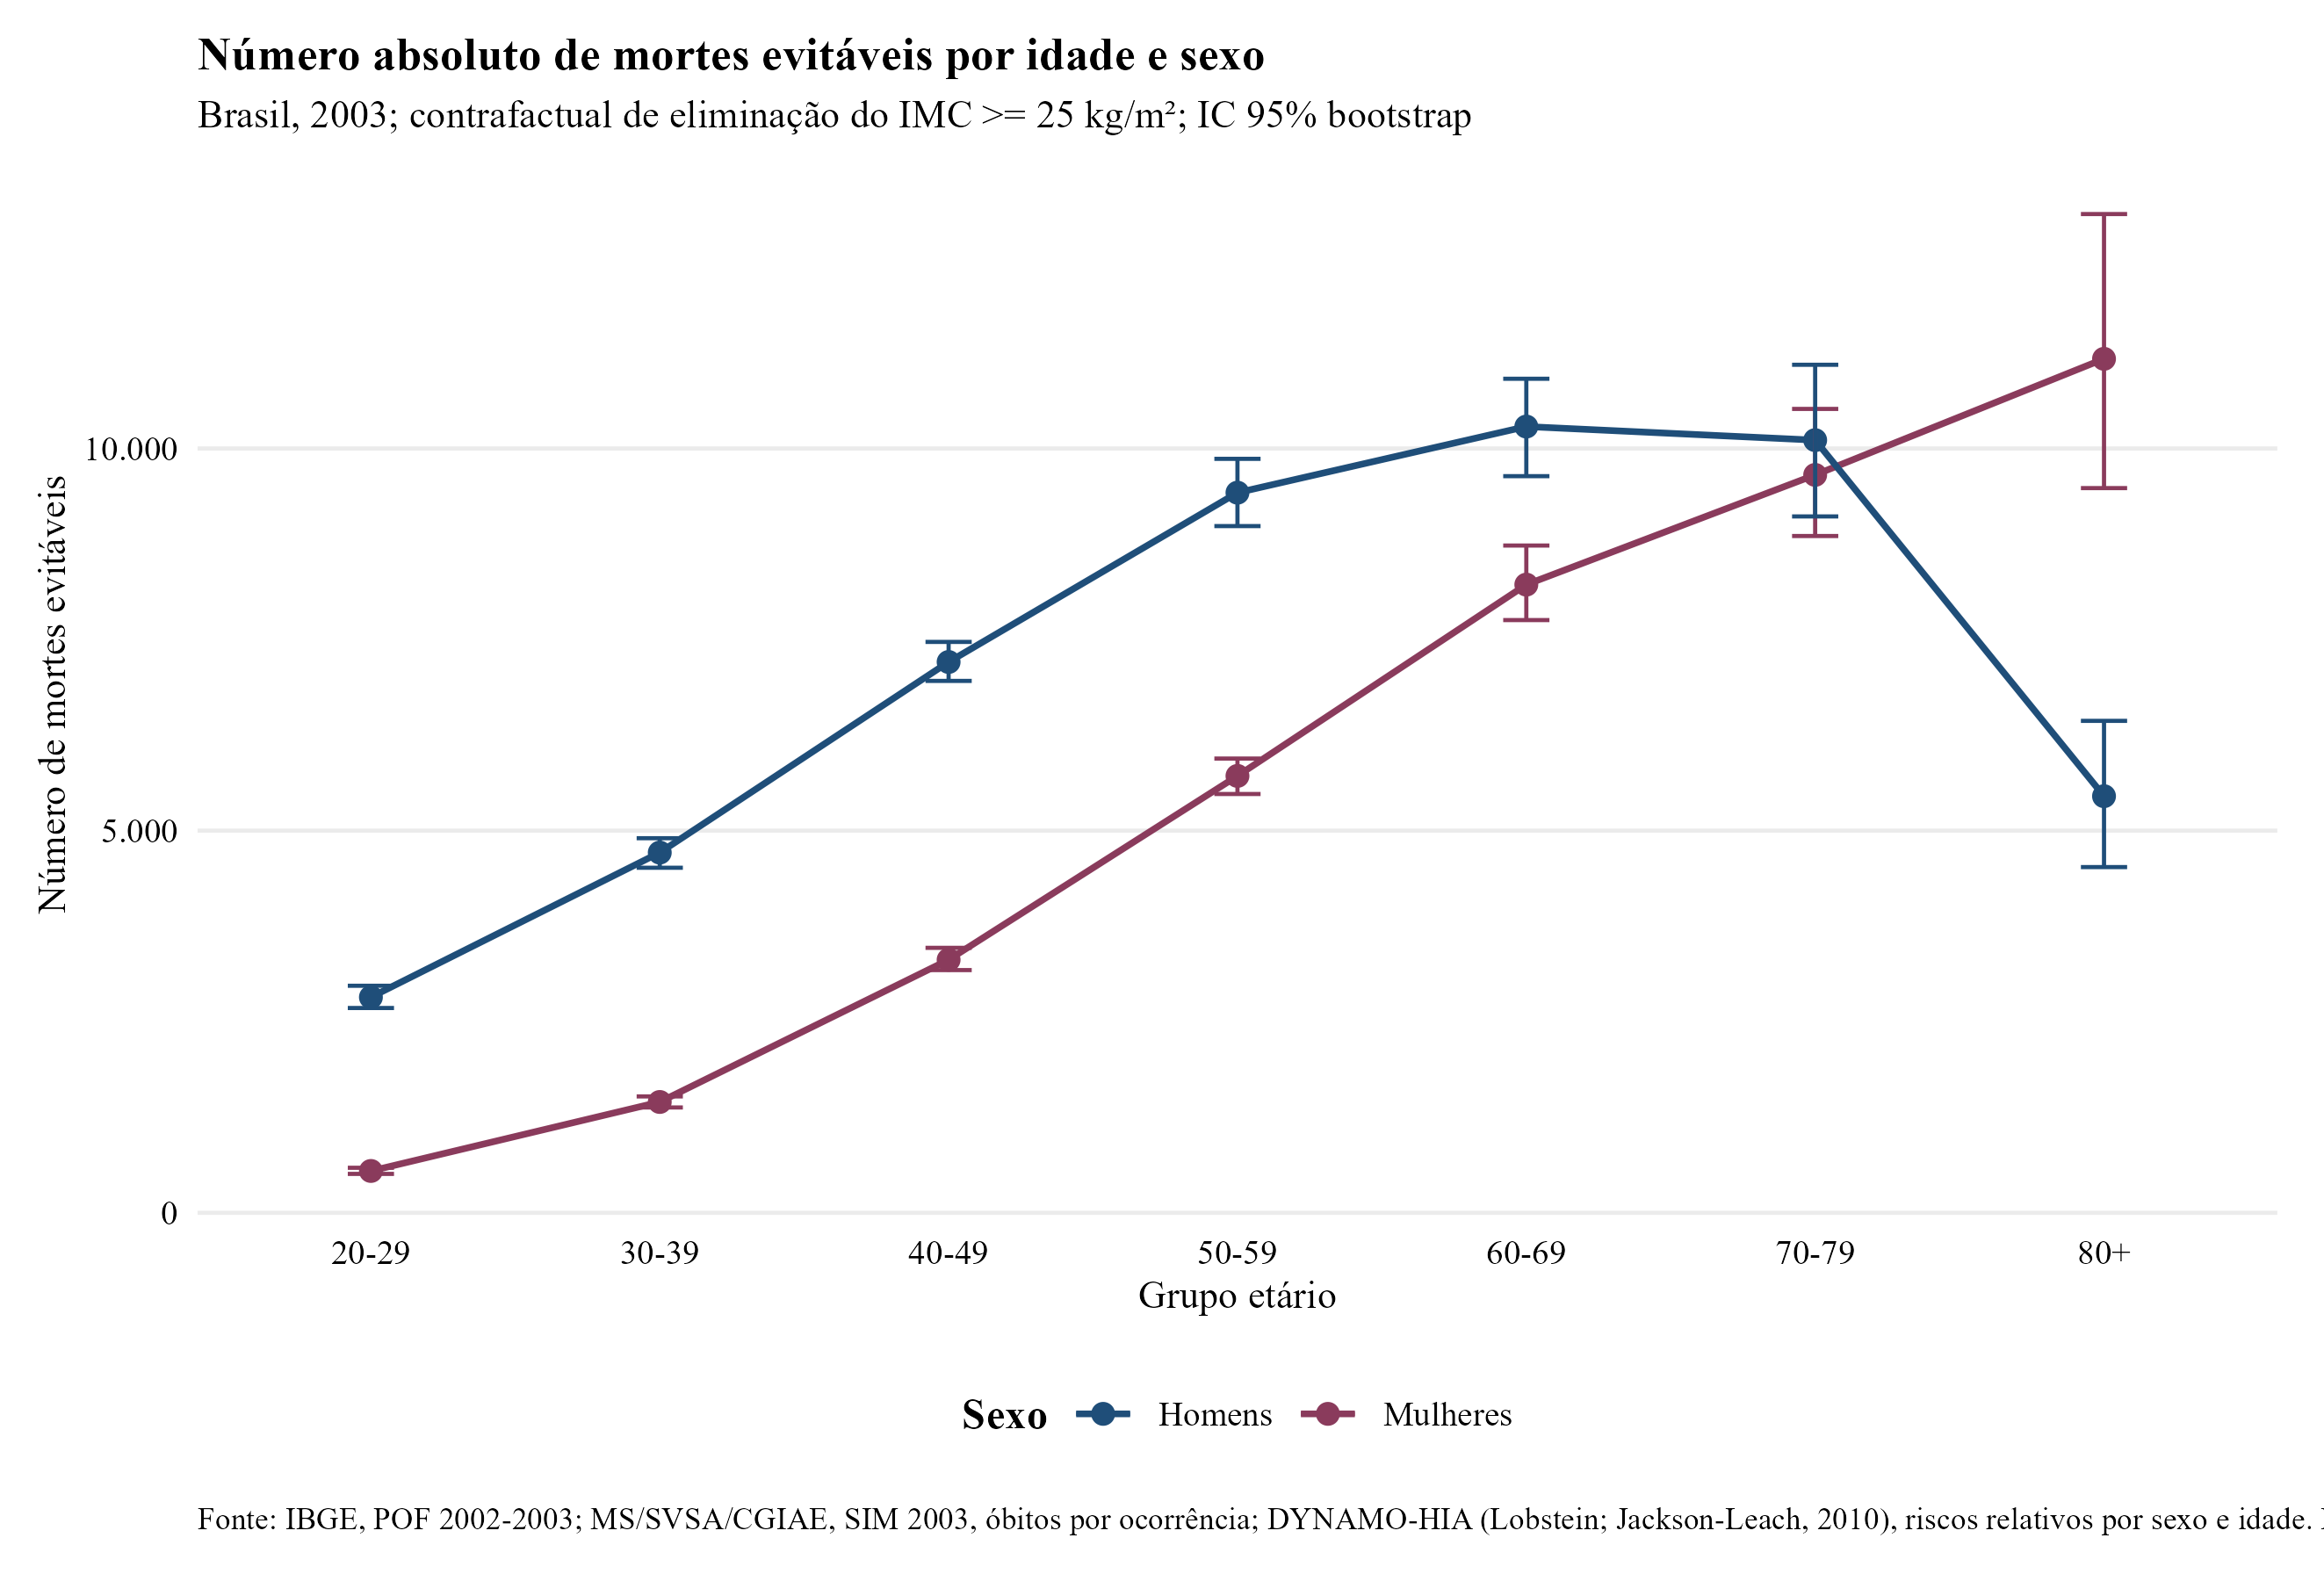 Número absoluto de mortes evitáveis por idade e sexo
Brasil, 2003; contrafactual de eliminação do IMC >= 25 kg/m²; IC 95% bootstrap
Número de mortes evitáveis
10.000
5.000
0
20-29 30-39 40-49 50-59 60-69 70-79 80+
Grupo etário
Sexo Homens Mulheres
Fonte: IBGE, POF 2002-2003; MS/SVSA/CGIAE, SIM 2003, óbitos por ocorrência; DYNAMO-HIA (Lobstein; Jackson-Leach, 2010), riscos relativos por sexo e idade.